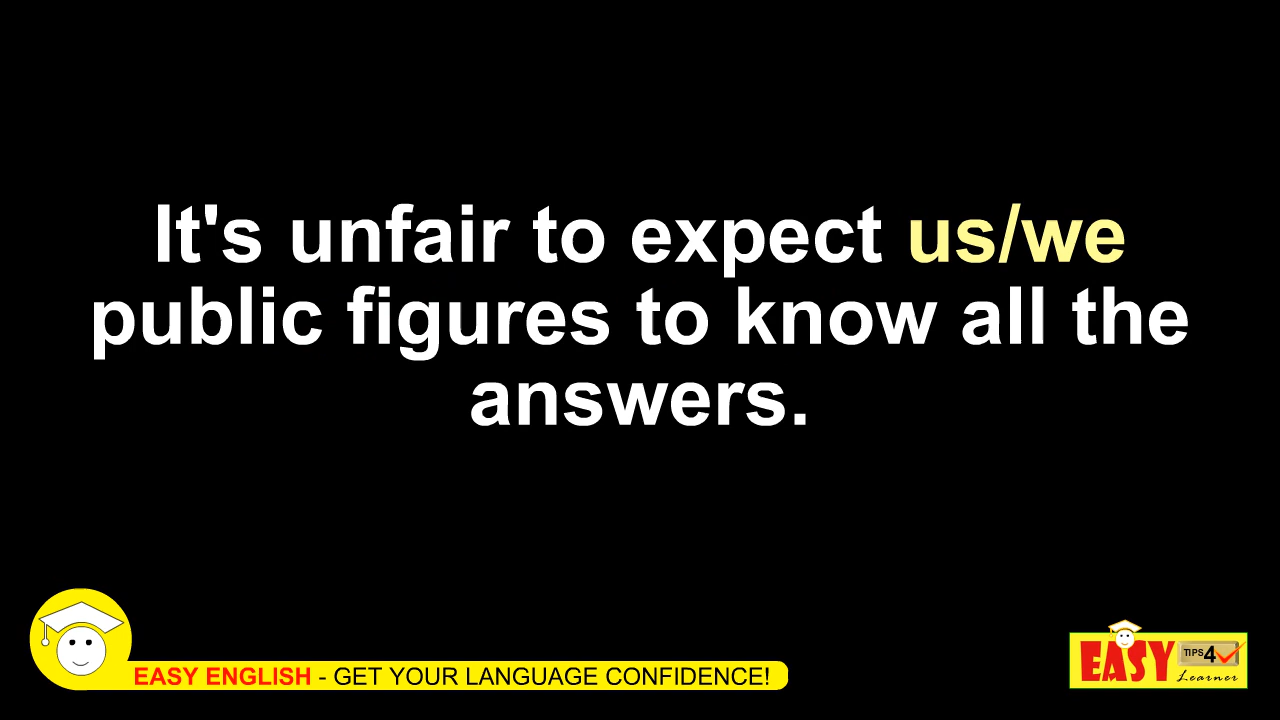 It's unfair to expect us/we
public figures to know all the
answers.
EASY ENGLISH - GET YOUR LANGUAGE CONFIDENCE!
EASY TIPS4
Learner